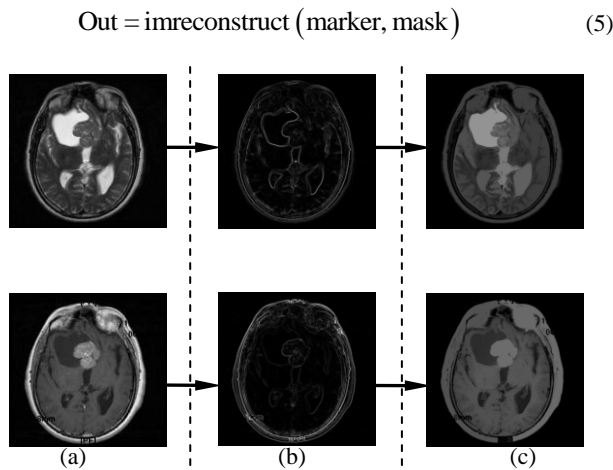 Out = imreconstruct (marker, mask) (5)
(a) (b) (c)